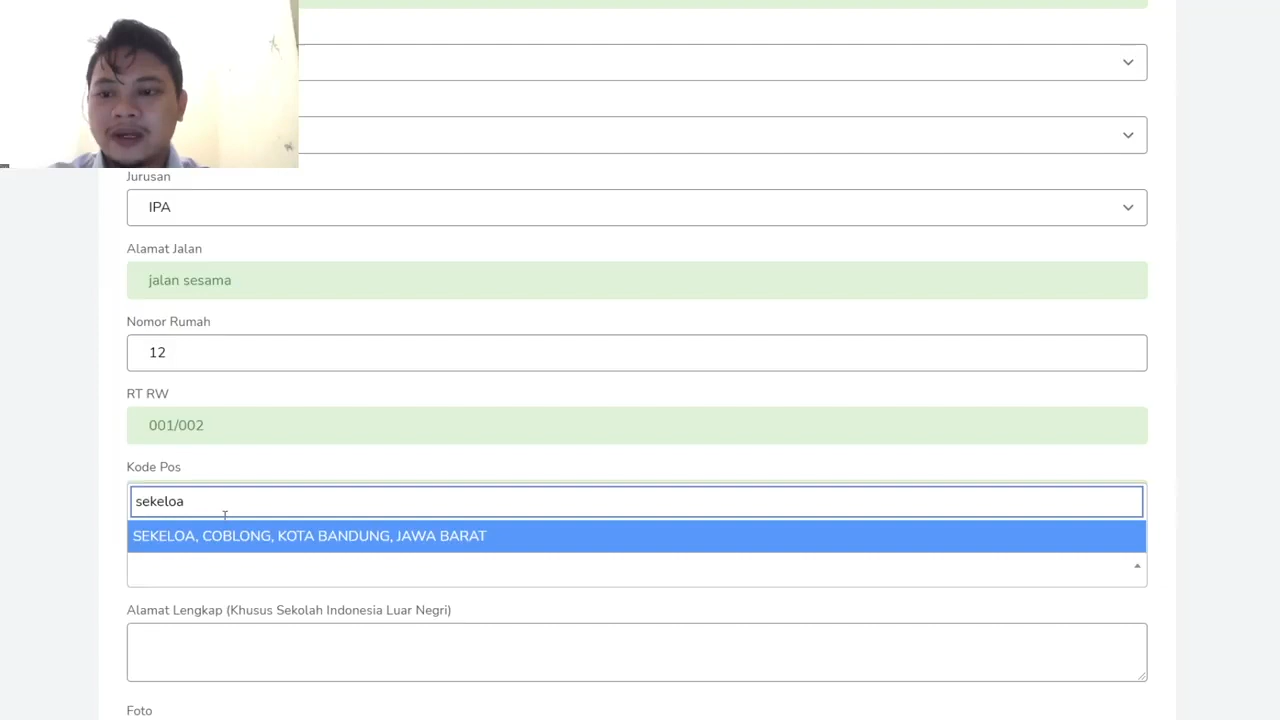 Jurusan
IPA
Alamat Jalan
jalan sesama
Nomor Rumah
12
RT RW
001/002
Kode Pos
sekeloa
SEKELOA, COBLONG, KOTA BANDUNG, JAWA BARAT
Alamat Lengkap (Khusus Sekolah Indonesia Luar Negri)
Foto